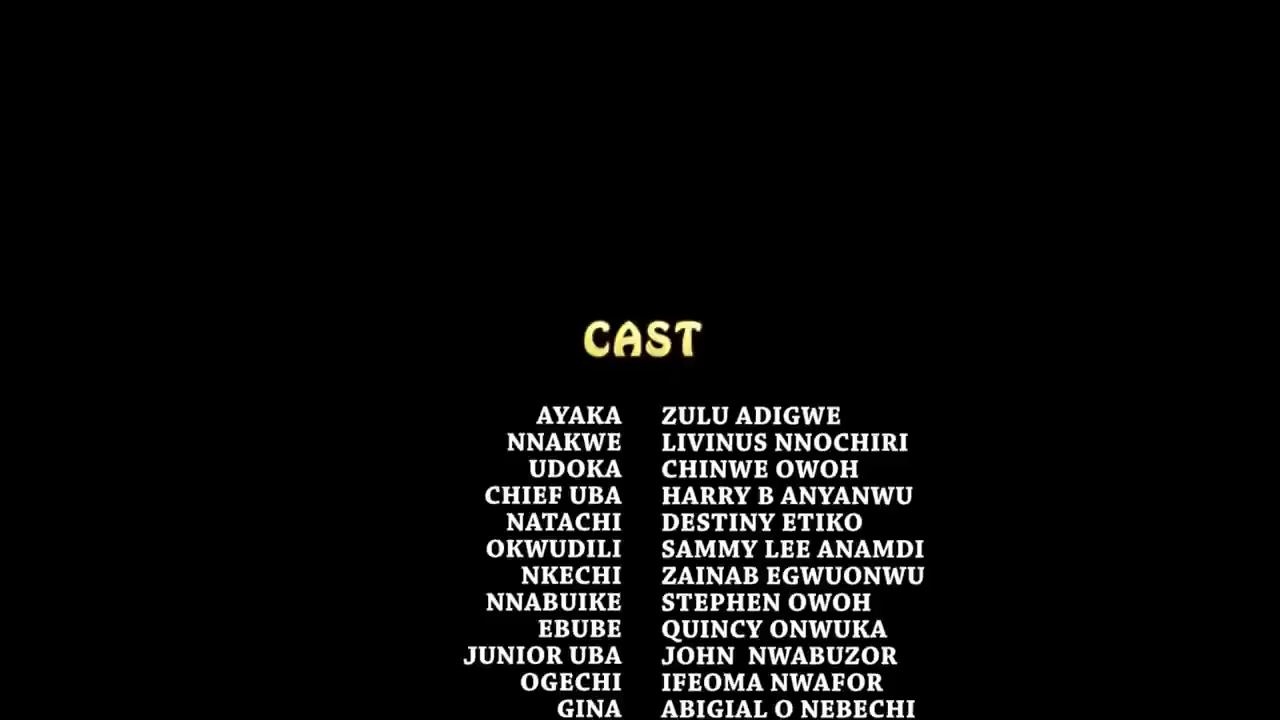 CAST
AYAKA ZULU ADIGWE
NNAKWE LIVINUS NNOCHIRI
UDOKA CHINWE OWOH
CHIEF UBA HARRY B ANYANWU
NATACHI DESTINY ETIKO
OKWUDILI SAMMY LEE ANAMDI
NKECHI ZAINAB EGWUONWU
NNABUIKE STEPHEN OWOH
EBUBE QUINCY ONWUKA
JUNIOR UBA JOHN NWABUZOR
OGECHI IFEOMA NWAFOR
GINA ABIGIAL O NEBECHI